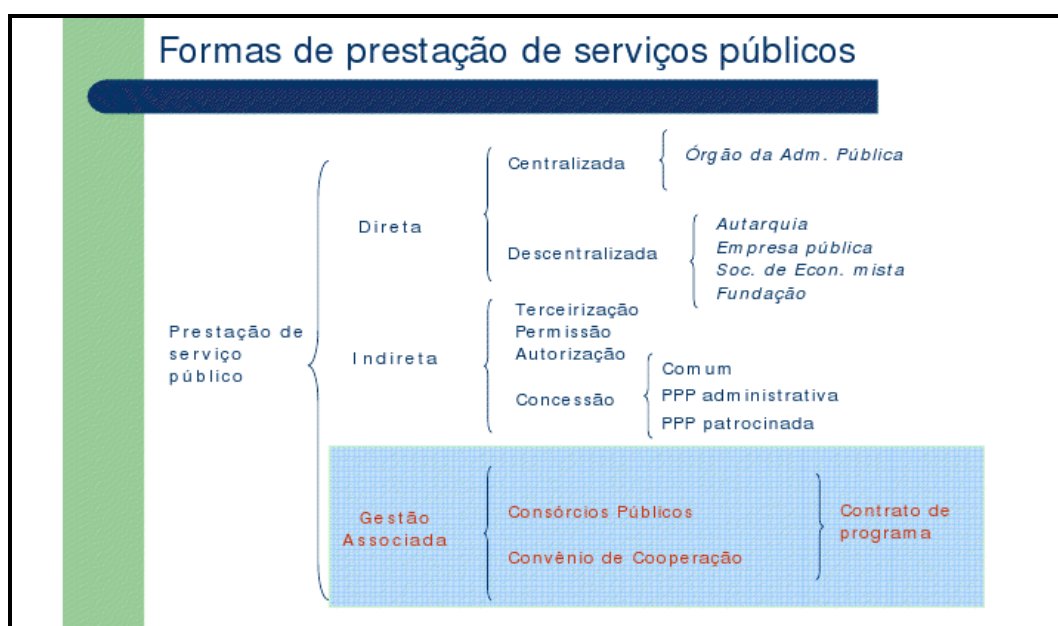 Formas de prestação de serviços públicos
Centralizada
Órgão da Adm. Pública
Direta
Descentralizada
Autarquia
Empresa pública
Soc. de Econ. mista
Fundação
Prestação de
serviço
público
Indireta
Terceirização
Permissão
Autorização
Concessão
Comum
PPP administrativa
PPP patrocinada
Gestão
Associada
Consórcios Públicos
Convênio de Cooperação
Contrato de
programa